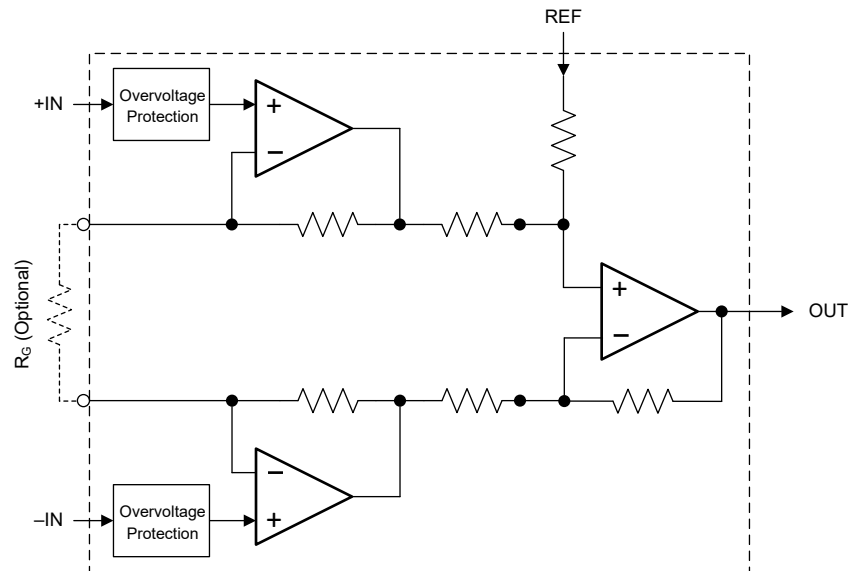 REF
+IN
Overvoltage
Protection
+
−
R_G (Optional)
+
−
OUT
−
+
–IN
Overvoltage
Protection